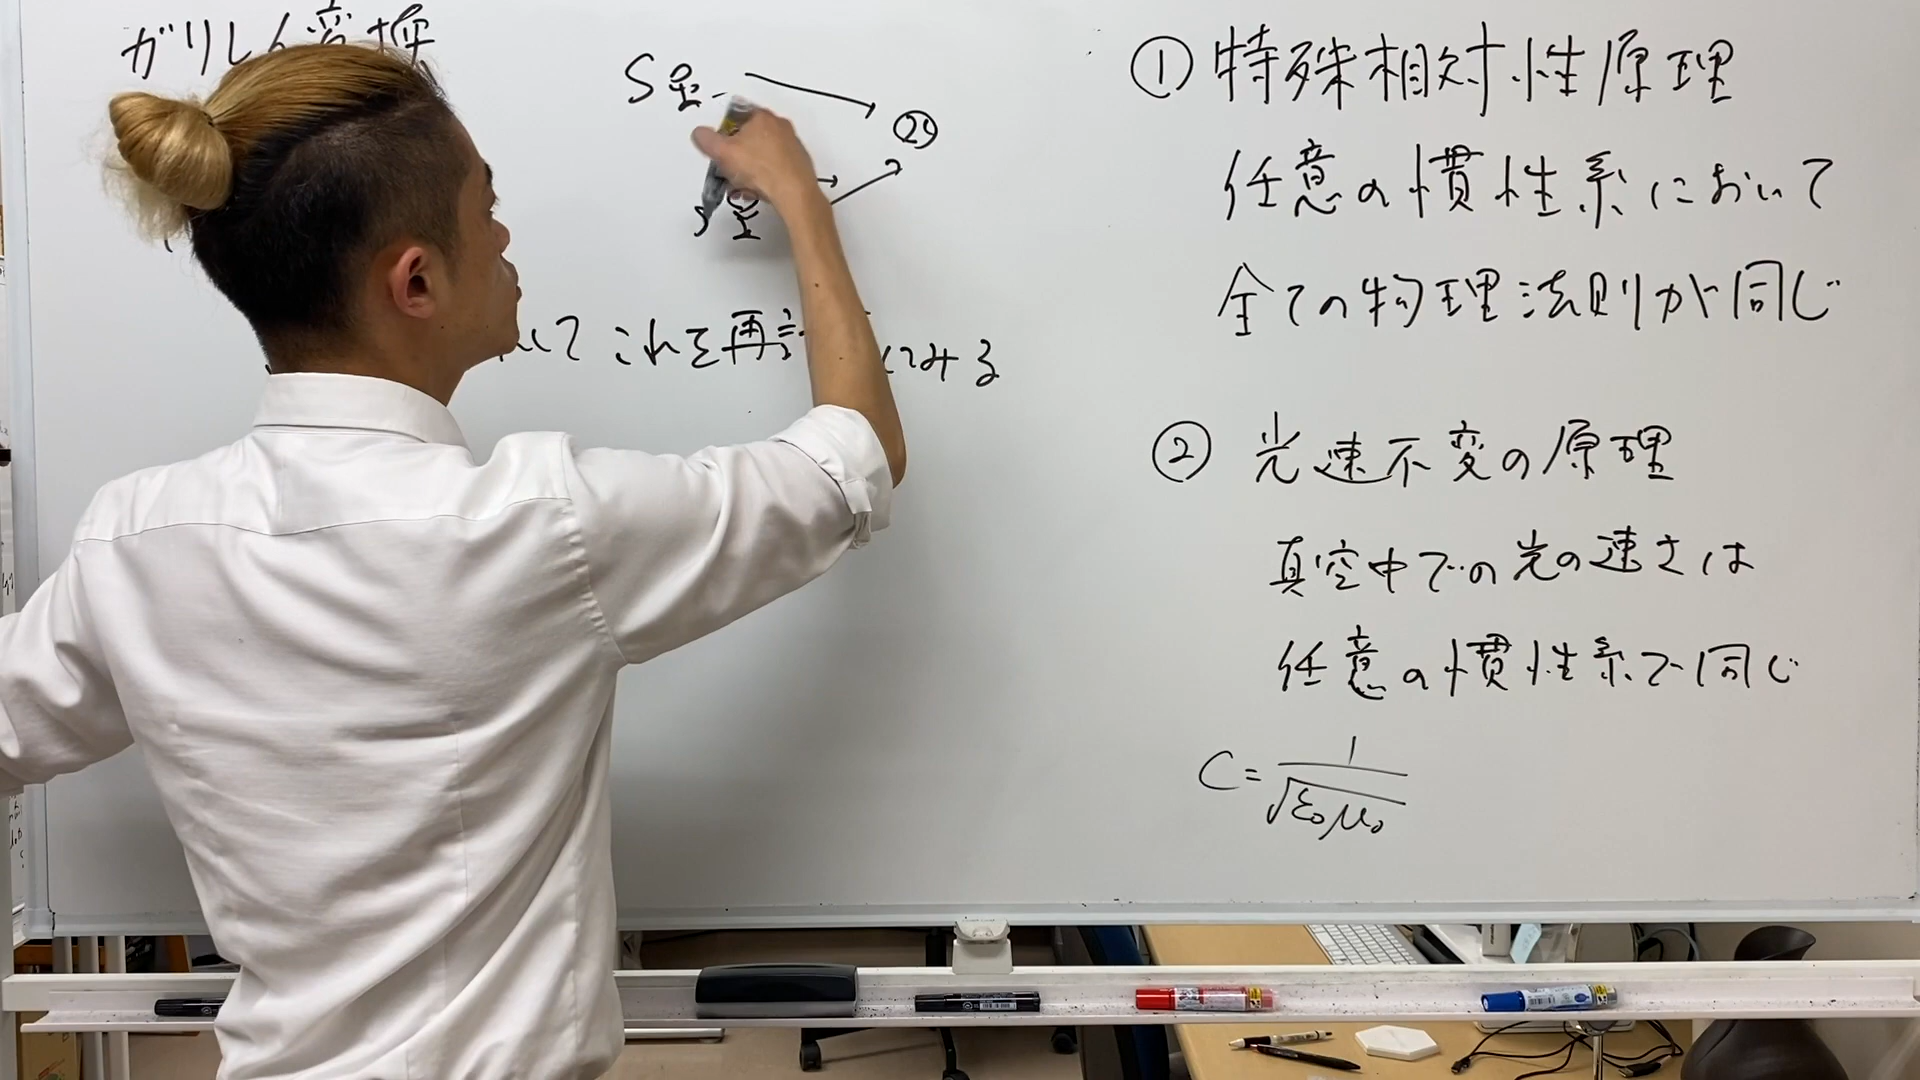 ガリレイ変換
S星
S星
これを再
てみる
① 特殊相対性原理
任意の慣性系において
全ての物理法則が同じ
② 光速不変の原理
真空中での光の速さは
任意の慣性系で同じ
C = 1/√ε₀μ₀